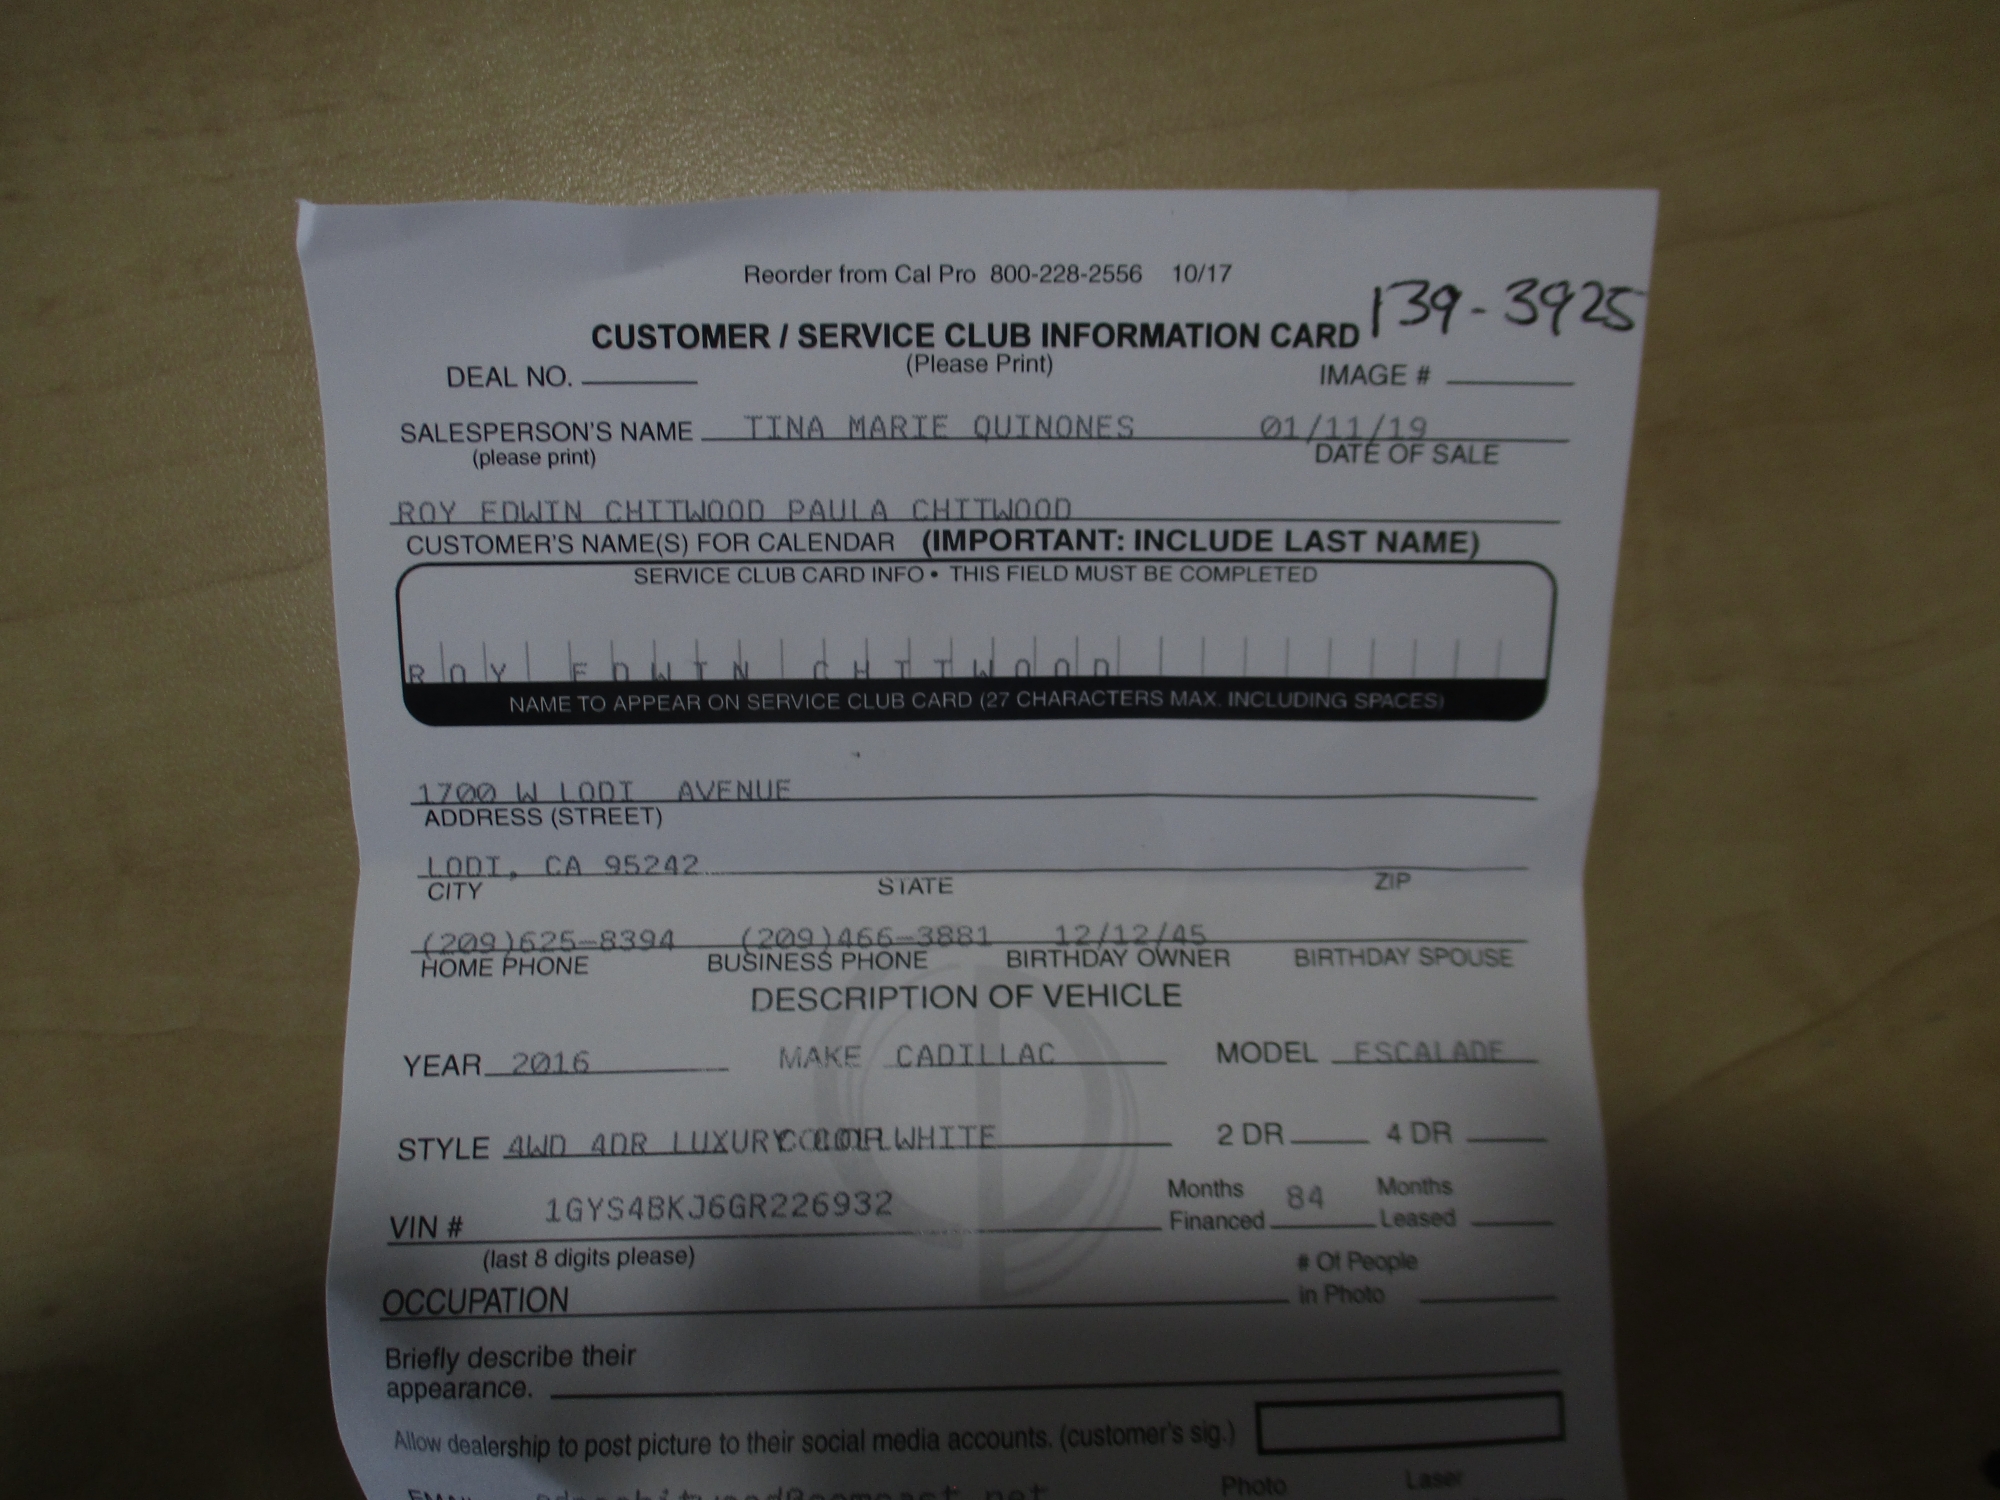 Reorder from Cal Pro 800-228-2556 10/17
139-3925
CUSTOMER / SERVICE CLUB INFORMATION CARD
(Please Print)
DEAL NO. IMAGE #
SALESPERSON'S NAME TINA MARIE QUINONES 01/11/19
(please print) DATE OF SALE
ROY EDWIN CHITWOOD PAULA CHITWOOD
CUSTOMER'S NAME(S) FOR CALENDAR (IMPORTANT: INCLUDE LAST NAME)
SERVICE CLUB CARD INFO • THIS FIELD MUST BE COMPLETED
ROY EDWIN CHITWOOD
NAME TO APPEAR ON SERVICE CLUB CARD (27 CHARACTERS MAX. INCLUDING SPACES)
1700 W LODI AVENUE
ADDRESS (STREET)
LODI, CA 95242
CITY STATE ZIP
(209)625-8394 (209)466-3881 12/12/45
HOME PHONE BUSINESS PHONE BIRTHDAY OWNER BIRTHDAY SPOUSE
DESCRIPTION OF VEHICLE
YEAR 2016 MAKE CADILLAC MODEL ESCALADE
STYLE 4WD 4DR LUXURY WHITE 2 DR 4 DR
VIN # 1GYS4BKJ6GR226932 Months Financed 84 Months Leased
(last 8 digits please)
OCCUPATION # Of People in Photo
Briefly describe their
appearance.
Allow dealership to post picture to their social media accounts. (customer's sig.)
Photo Laser